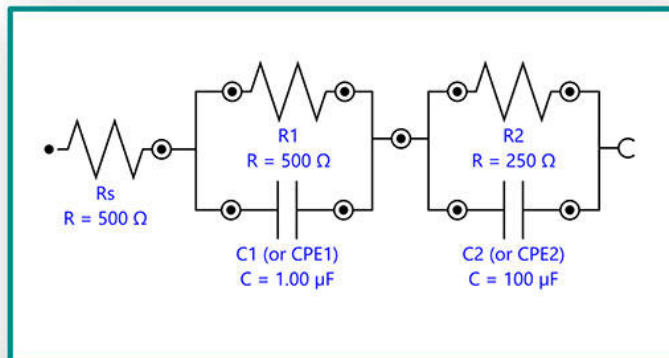 R1
R = 500 Ω
R2
R = 250 Ω
Rs
R = 500 Ω
C1 (or CPE1)
C = 1.00 µF
C2 (or CPE2)
C = 100 µF